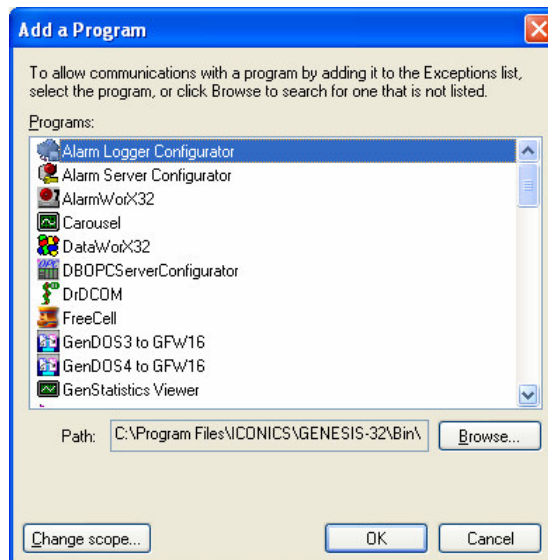 Add a Program
To allow communications with a program by adding it to the Exceptions list,
select the program, or click Browse to search for one that is not listed.
Programs:
Alarm Logger Configurator
Alarm Server Configurator
AlarmWorX32
Carousel
DataWorX32
DBOPCServerConfigurator
DrDCOM
FreeCell
GenDOS3 to GFW16
GenDOS4 to GFW16
GenStatistics Viewer
Path: C:\Program Files\ICONICS\GENESIS-32\Bin\ Browse...
Change scope... OK Cancel